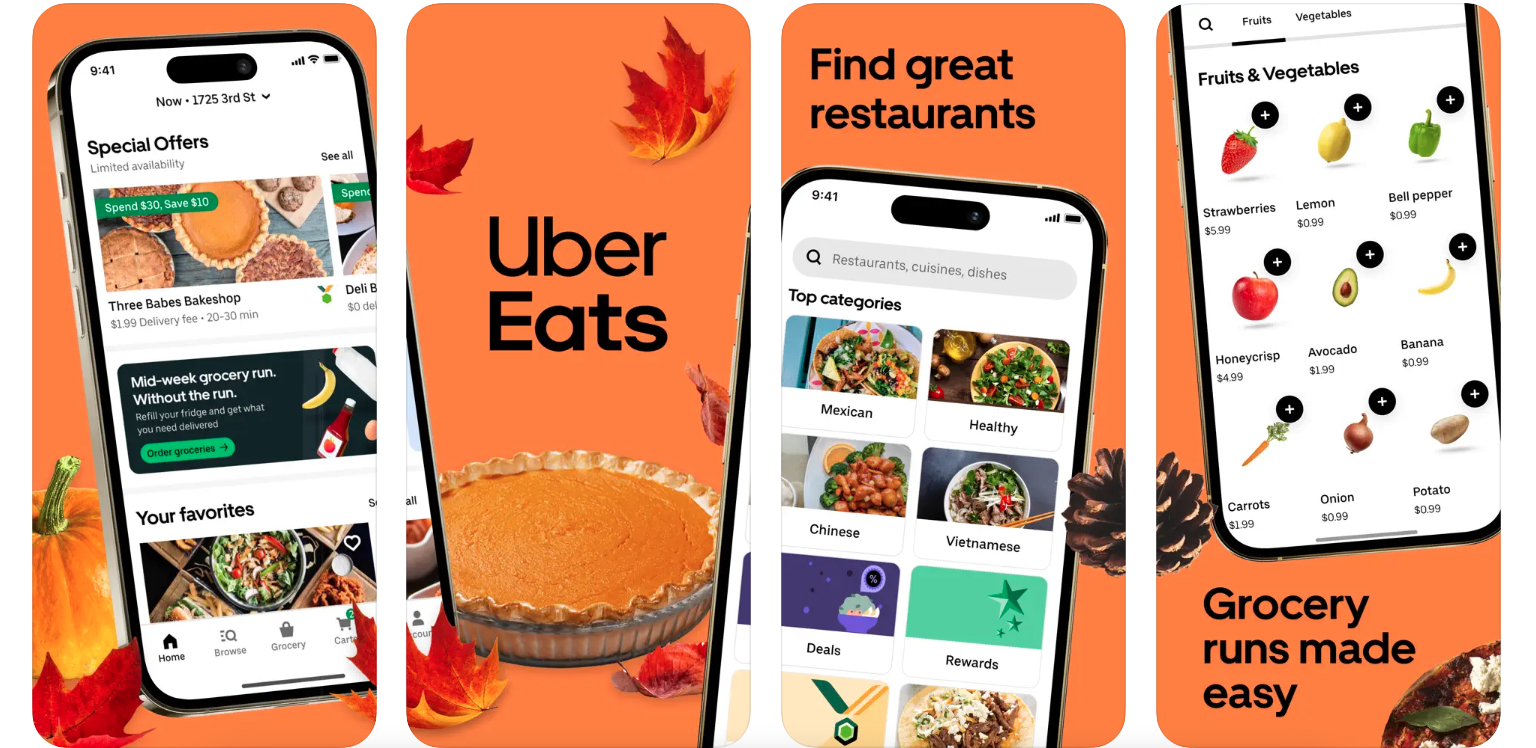 9:41
Now • 1725 3rd St
Special Offers
Limited availability
See all
Spend $30, Save $10
Spend
Three Babes Bakeshop
$1.99 Delivery fee • 20-30 min
Deli B
$0 del
Mid-week grocery run.
Without the run.
Refill your fridge and get what
you need delivered
Order groceries →
Your favorites
Home
Browse
Grocery
2
Uber
Eats
all
Find great
restaurants
9:41
Restaurants, cuisines, dishes
Top categories
Mexican
Healthy
Chinese
Vietnamese
%
Deals
Rewards
Fruits
Vegetables
Fruits & Vegetables
+
+
+
Strawberries
$5.99
Lemon
$0.99
Bell pepper
$0.99
+
+
+
Honeycrisp
$4.99
Avocado
$1.99
Banana
$0.99
+
+
+
Carrots
$1.99
Onion
$0.99
Potato
$0.99
Grocery
runs made
easy